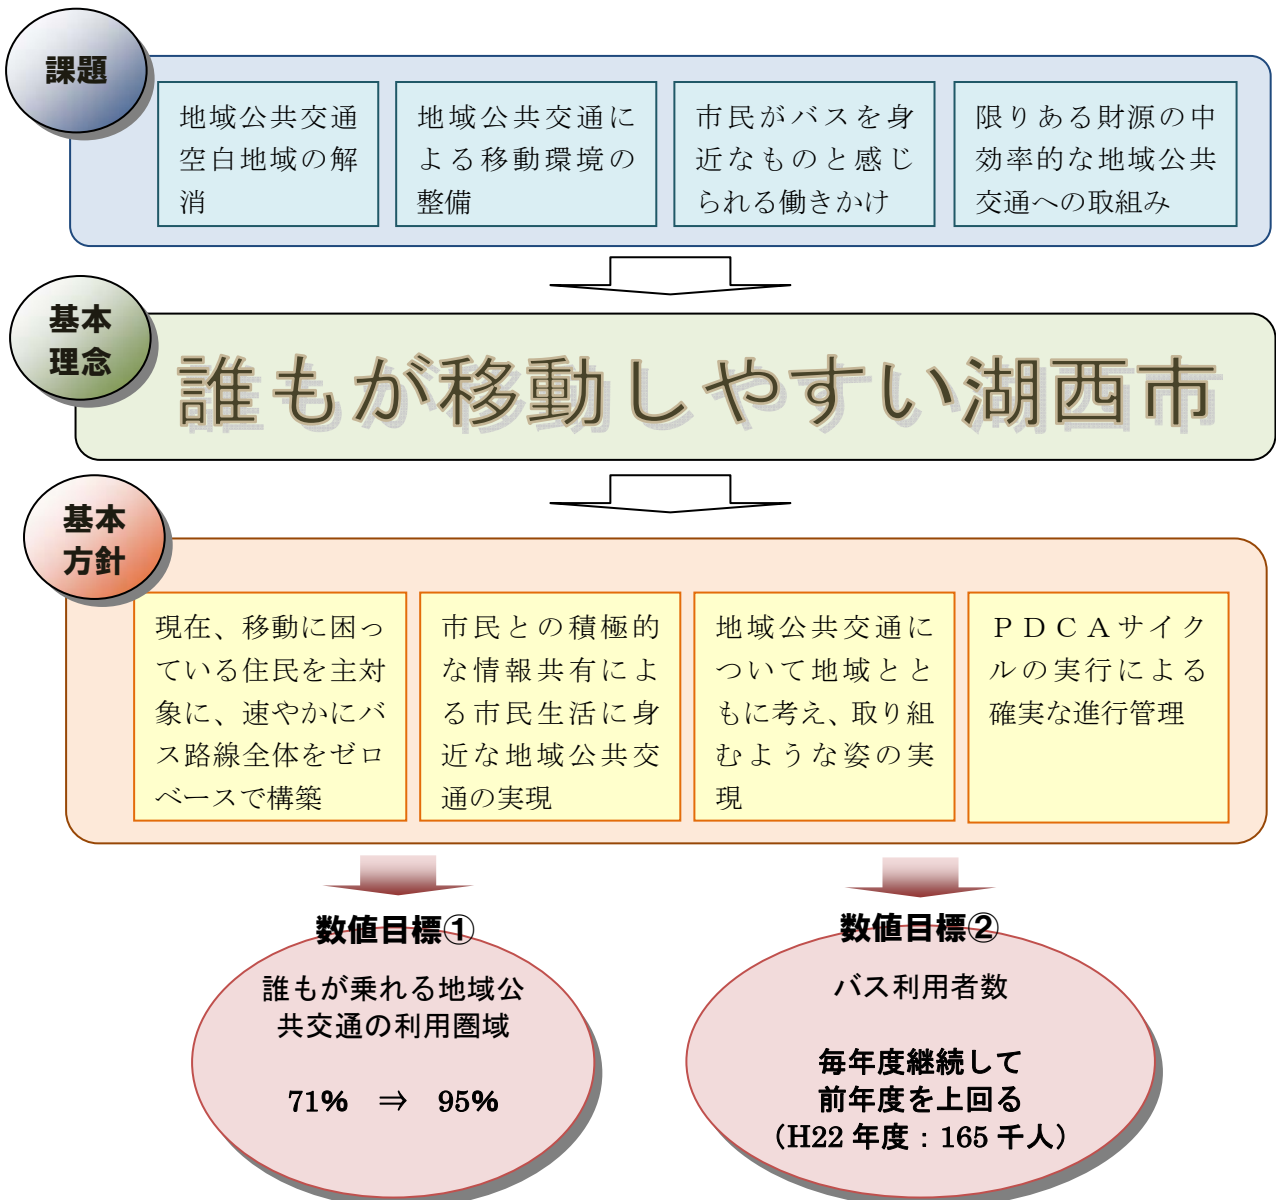 課題
地域公共交通
空白地域の解
消
地域公共交通に
よる移動環境の
整備
市民がバスを身
近なものと感じ
られる働きかけ
限りある財源の中
効率的な地域公共
交通への取組み
基本
理念
誰もが移動しやすい湖西市
基本
方針
現在、移動に困っ
ている住民を主対
象に、速やかにバ
ス路線全体をゼロ
ベースで構築
市民との積極的
な情報共有によ
る市民生活に身
近な地域公共交
通の実現
地域公共交通に
ついて地域とと
もに考え、取り組
むような姿の実
現
ＰＤＣＡサイク
ルの実行による
確実な進行管理
数値目標①
誰もが乗れる地域公
共交通の利用圏域
71%　⇒　95%
数値目標②
バス利用者数
毎年度継続して
前年度を上回る
（H22 年度：165 千人）